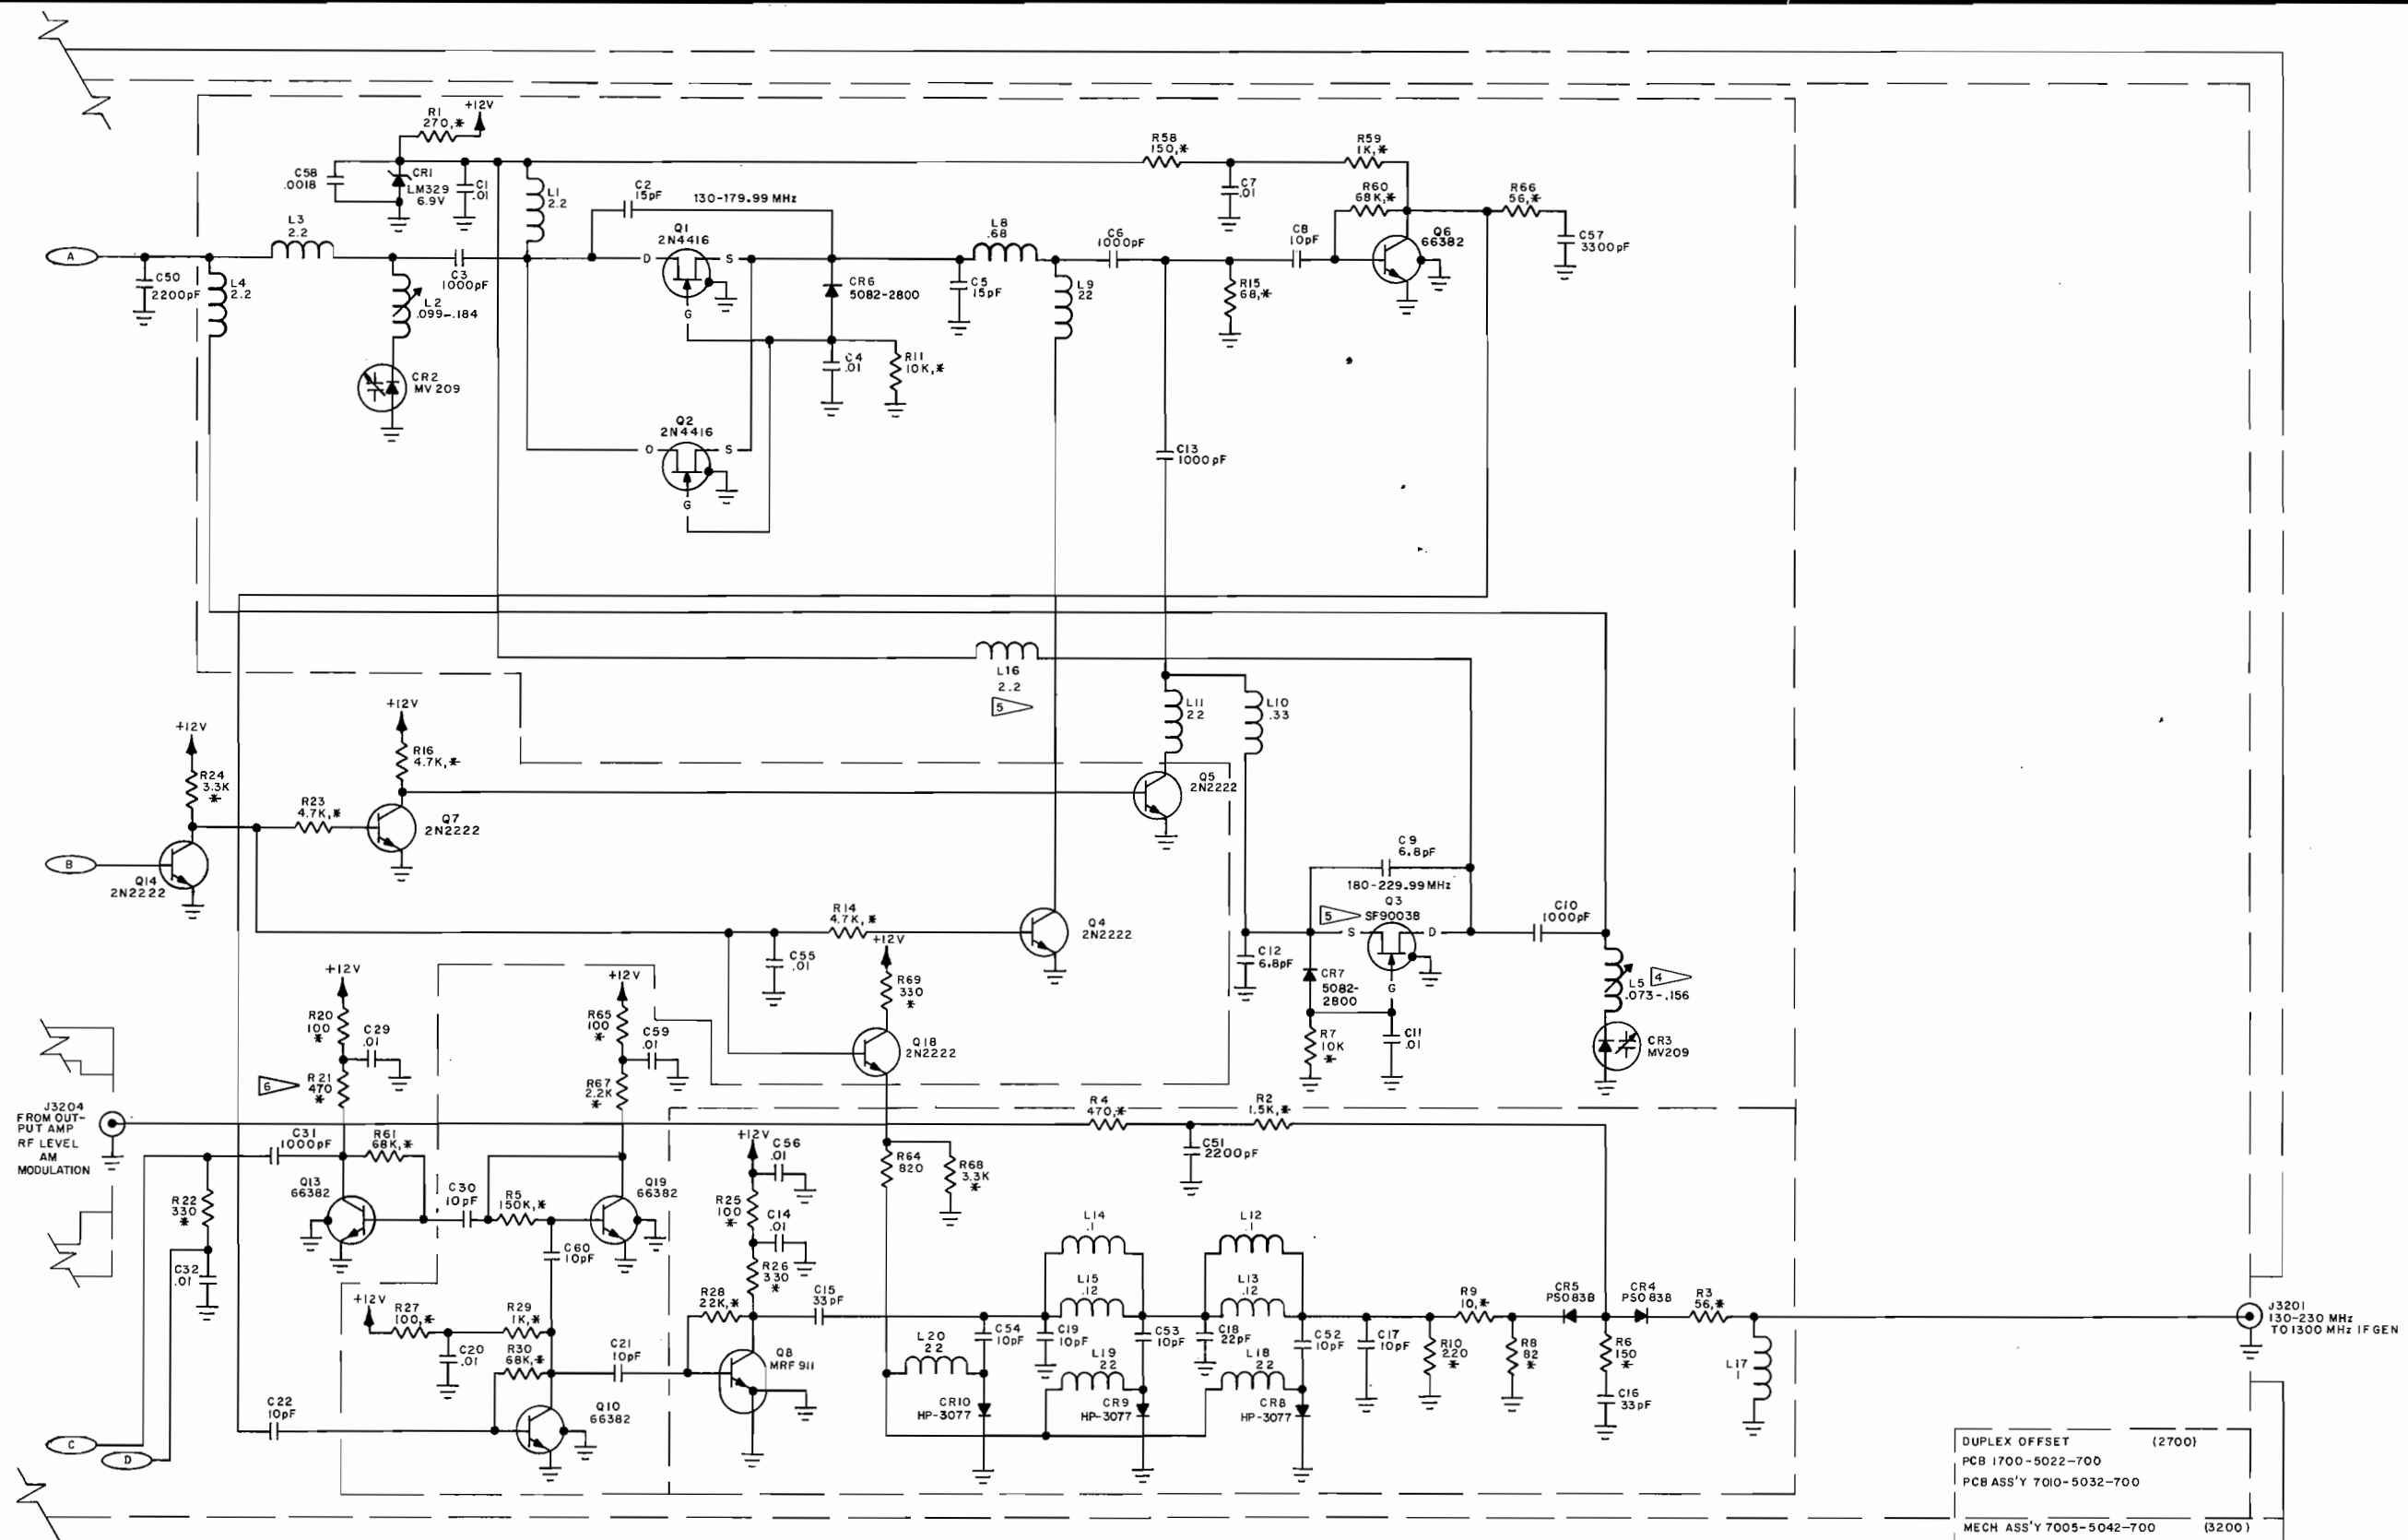 R1
270,*
+12V
C58
.0018
CR1
LM329
6.9V
C1
.01
L1
2.2
C2
15pF
130-179.99 MHz
R58
150,*
R59
1K,*
C7
.01
R60
68K,*
R66
56,*
L3
2.2
A
C50
2200pF
L4
2.2
C3
1000pF
L2
.099-.184
CR2
MV209
Q1
2N4416
D
S
G
CR6
5082-2800
C4
.01
R11
10K,*
L8
.68
C5
15pF
L9
22
C6
1000pF
C8
10pF
R15
68,*
Q6
66382
C57
3300pF
Q2
2N4416
O
S
G
C13
1000pF
L16
2.2
5
L11
22
L10
.33
+12V
R24
3.3K
*
+12V
R16
4.7K,*
R23
4.7K,*
Q7
2N2222
Q5
2N2222
B
Q14
2N2222
R14
4.7K,*
Q4
2N2222
C55
.01
+12V
R69
330
*
Q18
2N2222
C9
6.8pF
180-229.99MHz
Q3
5
SF90038
S
D
G
C10
1000pF
C12
6.8pF
CR7
5082-
2800
R7
10K
*
C11
.01
L5
.073-.156
4
CR3
MV209
+12V
R20
100
*
C29
.01
6
R21
470
*
+12V
R65
100
*
C59
.01
R67
2.2K
*
J3204
FROM OUT-
PUT AMP
RF LEVEL
AM
MODULATION
C31
1000pF
R61
68K,*
R22
330
*
C32
.01
Q13
66382
C30
10pF
R5
150K,*
Q19
66382
C60
10pF
R4
470,*
R2
1.5K,*
C51
2200pF
+12V
C56
.01
R25
100
*
C14
.01
R26
330
*
R64
820
R68
3.3K
*
+12V
R27
100,*
R29
1K,*
C20
.01
R30
68K,*
C21
10pF
R28
22K,*
C15
33pF
Q8
MRF911
C22
10pF
Q10
66382
L20
22
C54
10pF
CR10
HP-3077
L14
.1
L15
.12
C19
10pF
C53
10pF
L19
22
CR9
HP-3077
L12
.1
L13
.12
C18
22pF
C52
10pF
L18
22
CR8
HP-3077
C17
10pF
R9
10,*
R10
220
*
R8
82
*
CR5
PS0838
CR4
PS0838
R3
56,*
R6
150
*
C16
33pF
L17
1
J3201
130-230 MHz
TO 1300 MHz IF GEN
C
D
DUPLEX OFFSET (2700)
PCB 1700-5022-700
PCB ASS'Y 7010-5032-700
MECH ASS'Y 7005-5042-700 (3200)